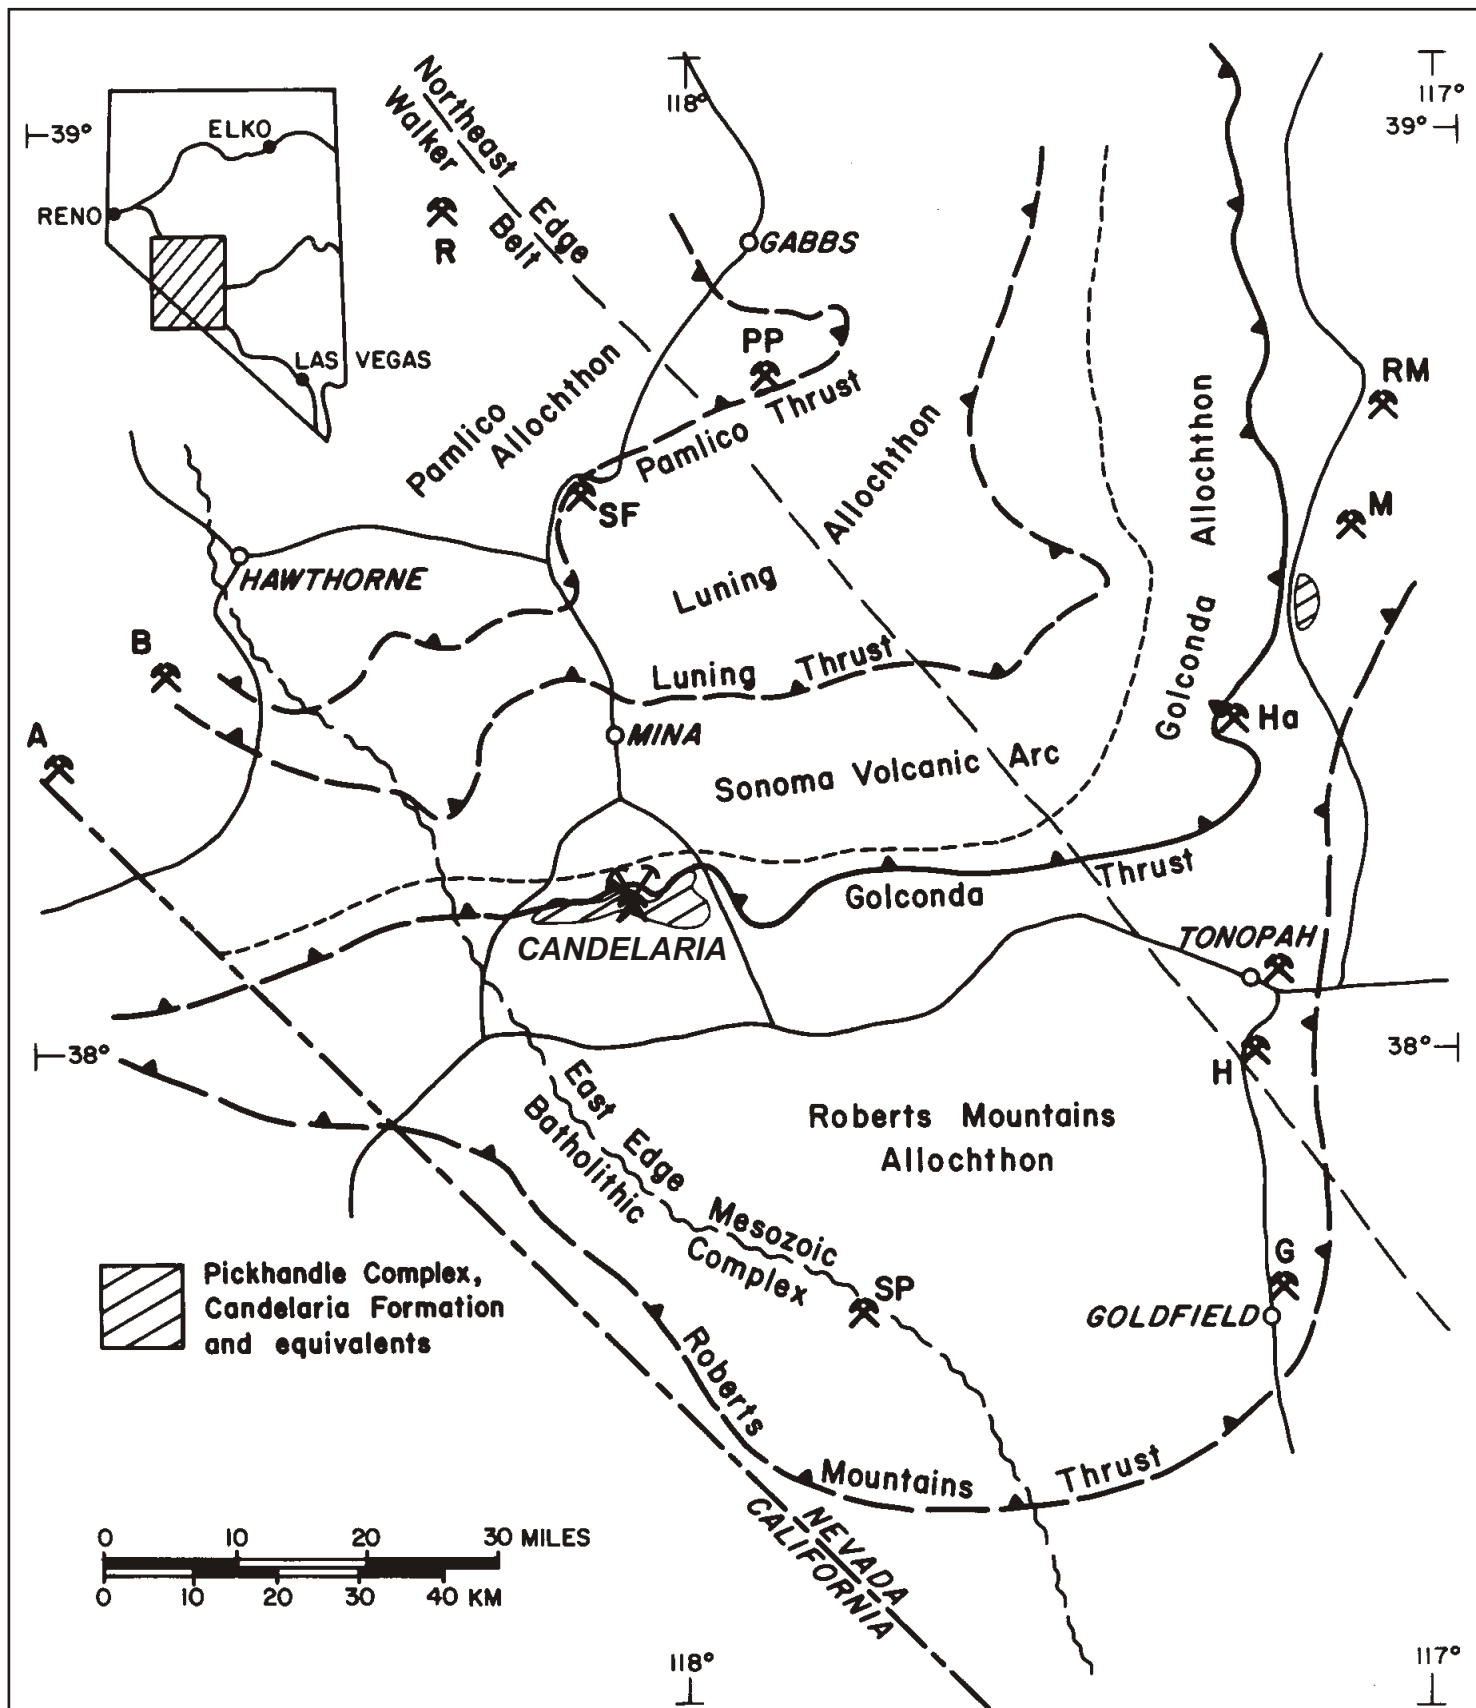 118°
117°
39°
39°
Northeast Edge
Walker Belt
ELKO
RENO
LAS VEGAS
R
GABBS
PP
Pamlico Thrust
Pamlico
Allochthon
RM
M
SF
HAWTHORNE
Luning Allochthon
Golconda Allochthon
B
Luning Thrust
Ha
A
MINA
Sonoma Volcanic Arc
Golconda Thrust
CANDELARIA
TONOPAH
38°
38°
H
East Edge Mesozoic
Batholithic Complex
Roberts Mountains
Allochthon
Pickhandle Complex,
Candelaria Formation
and equivalents
SP
G
GOLDFIELD
Roberts Mountains Thrust
0 10 20 30 MILES
0 10 20 30 40 KM
NEVADA
CALIFORNIA
118°
117°